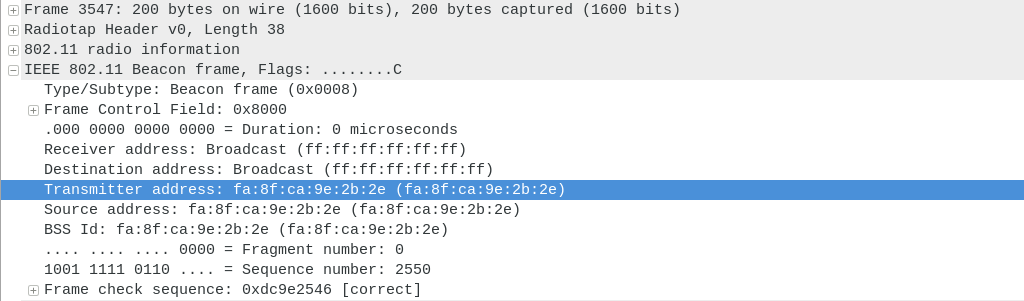 Frame 3547: 200 bytes on wire (1600 bits), 200 bytes captured (1600 bits)
Radiotap Header v0, Length 38
802.11 radio information
IEEE 802.11 Beacon frame, Flags: ........C
Type/Subtype: Beacon frame (0x0008)
Frame Control Field: 0x8000
.000 0000 0000 0000 = Duration: 0 microseconds
Receiver address: Broadcast (ff:ff:ff:ff:ff:ff)
Destination address: Broadcast (ff:ff:ff:ff:ff:ff)
Transmitter address: fa:8f:ca:9e:2b:2e (fa:8f:ca:9e:2b:2e)
Source address: fa:8f:ca:9e:2b:2e (fa:8f:ca:9e:2b:2e)
BSS Id: fa:8f:ca:9e:2b:2e (fa:8f:ca:9e:2b:2e)
.... .... .... 0000 = Fragment number: 0
1001 1111 0110 .... = Sequence number: 2550
Frame check sequence: 0xdc9e2546 [correct]